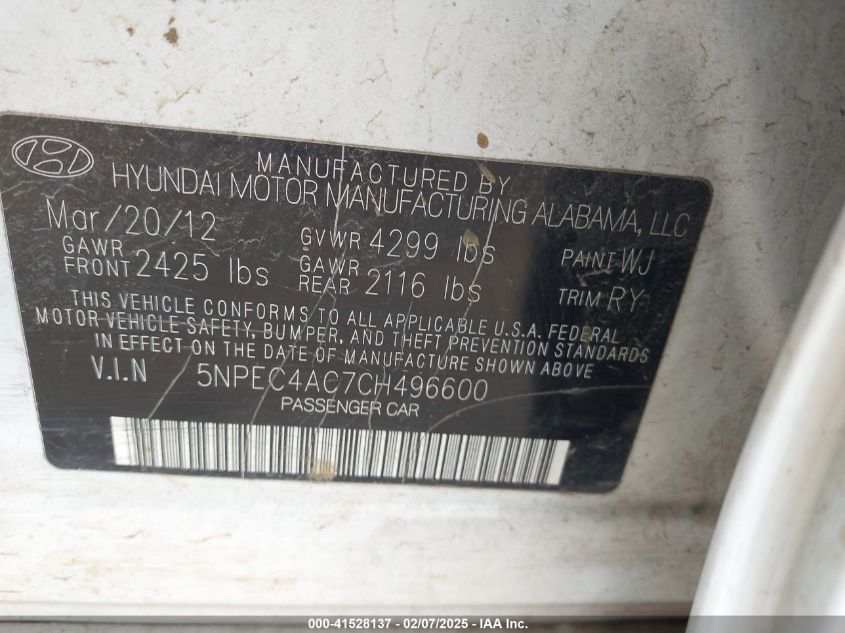 MANUFACTURED BY
HYUNDAI MOTOR MANUFACTURING ALABAMA, LLC
Mar/20/12 GVWR 4299 lbs PAINT WJ
GAWR FRONT 2425 lbs GAWR REAR 2116 lbs TRIM RY
THIS VEHICLE CONFORMS TO ALL APPLICABLE U.S.A. FEDERAL
MOTOR VEHICLE SAFETY, BUMPER, AND THEFT PREVENTION STANDARDS
IN EFFECT ON THE DATE OF MANUFACTURE SHOWN ABOVE.
V.I.N 5NPEC4AC7CH496600
PASSENGER CAR
000-41528137 - 02/07/2025 - IAA Inc.